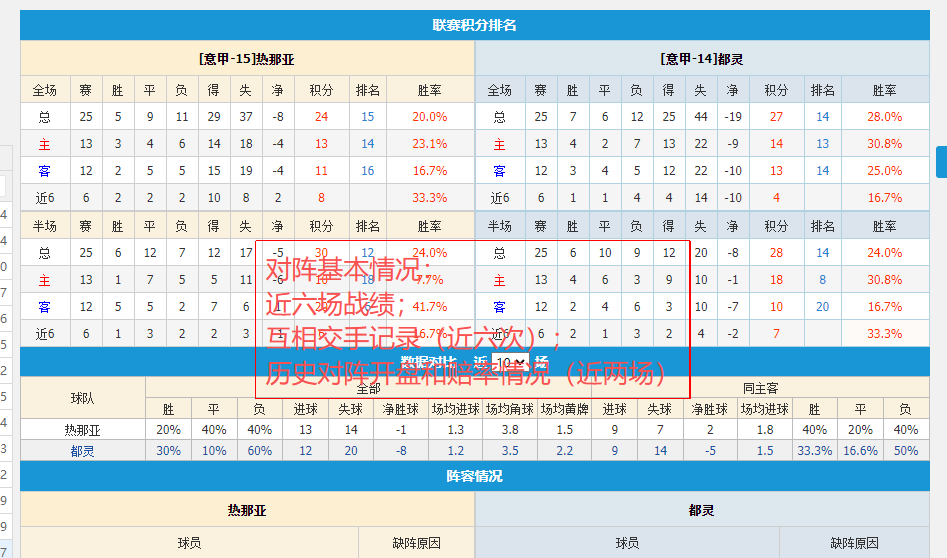 联赛积分排名
[意甲-15]热那亚 [意甲-14]都灵
全场 赛 胜 平 负 得 失 净 积分 排名 胜率 全场 赛 胜 平 负 得 失 净 积分 排名 胜率
总 25 5 9 11 29 37 -8 24 15 20.0% 总 25 7 6 12 25 44 -19 27 14 28.0%
主 13 3 4 6 14 18 -4 13 14 23.1% 主 13 4 2 7 13 22 -9 14 13 30.8%
客 12 2 5 5 15 19 -4 11 16 16.7% 客 12 3 4 5 12 22 -10 13 14 25.0%
近6 6 2 2 2 10 8 2 8 33.3% 近6 6 1 1 4 4 14 -10 4 16.7%
半场 赛 胜 平 负 得 失 净 积分 排名 胜率 半场 赛 胜 平 负 得 失 净 积分 排名 胜率
总 25 6 12 7 12 17 -5 30 12 24.0% 总 25 6 10 9 12 20 -8 28 14 24.0%
主 13 1 7 5 5 11 -6 10 18 7.7% 主 13 4 6 3 9 10 -1 18 8 30.8%
客 12 5 5 2 7 6 1 20 41.7% 客 12 2 4 6 3 10 -7 10 20 16.7%
近6 6 1 3 2 2 3 -1 6 16.7% 近6 6 2 1 3 2 4 -2 7 33.3%
对阵基本情况；
近六场战绩；
互相交手记录（近六次）；
历史对阵开盘和赔率情况（近两场）
数据对比 近 10 场
球队 全部 同主客
胜 平 负 进球 失球 净胜球 场均进球 场均角球 场均黄牌 进球 失球 净胜球 场均进球 胜 平 负
热那亚 20% 40% 40% 13 14 -1 1.3 3.8 1.5 9 7 2 1.8 40% 20% 40%
都灵 30% 10% 60% 12 20 -8 1.2 3.5 2.2 9 14 -5 1.5 33.3% 16.6% 50%
阵容情况
热那亚 都灵
球员 缺阵原因 球员 缺阵原因